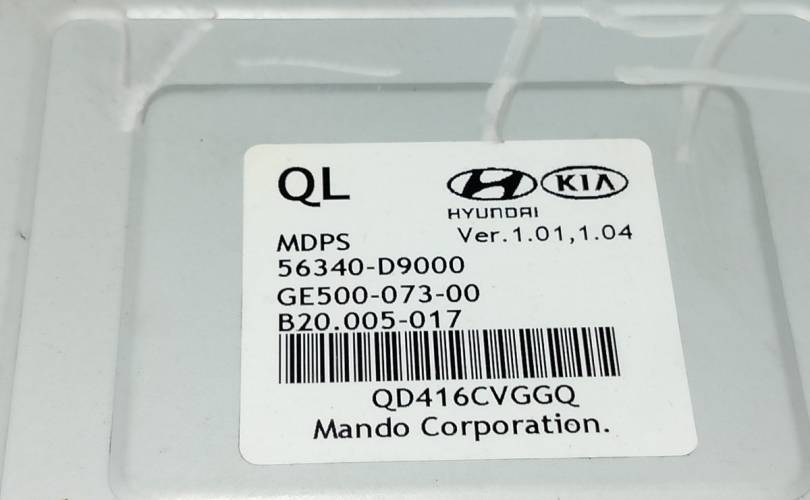 QL
HYUNDAI
KIA
Ver.1.01,1.04
MDPS
56340-D9000
GE500-073-00
B20.005-017
QD416CVGGQ
Mando Corporation.